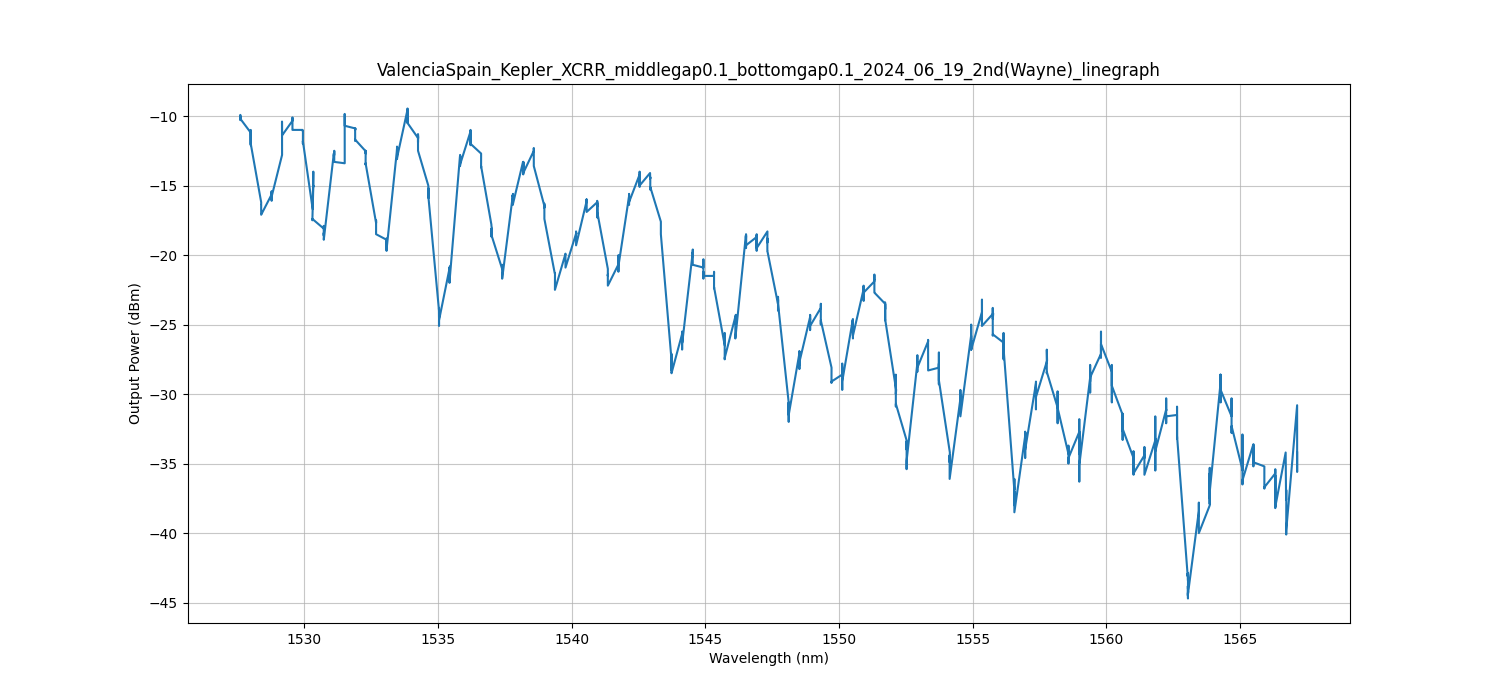 ValenciaSpain_Kepler_XCRR_middlegap0.1_bottomgap0.1_2024_06_19_2nd(Wayne)_linegraph
Output Power (dBm)
−10
−15
−20
−25
−30
−35
−40
−45
1530 1535 1540 1545 1550 1555 1560 1565
Wavelength (nm)